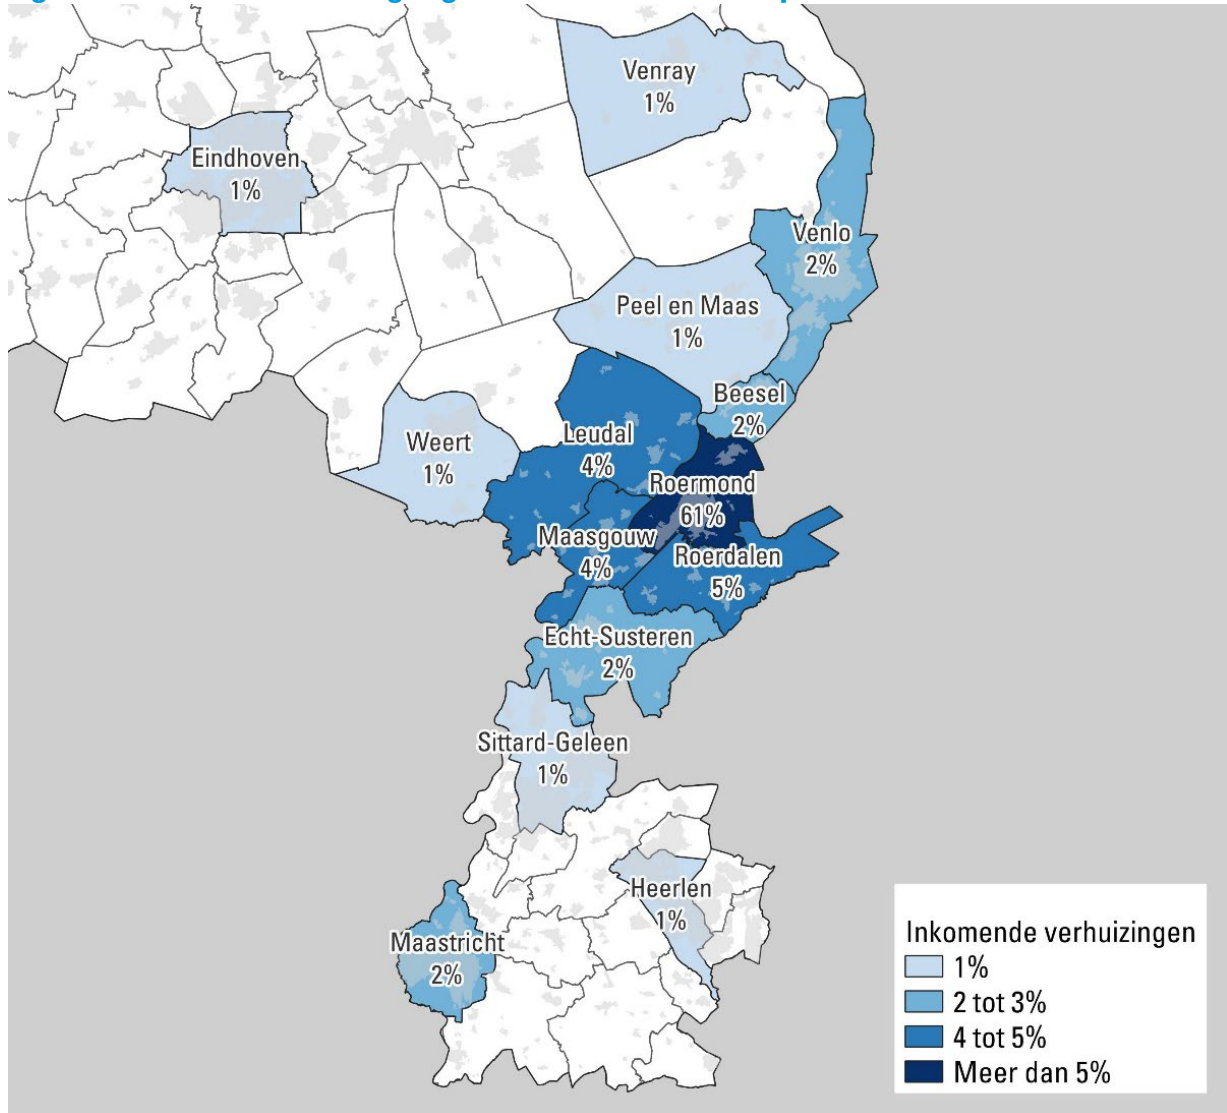 Venray
1%
Eindhoven
1%
Venlo
2%
Peel en Maas
1%
Beesel
2%
Weert
1%
Leudal
4%
Roermond
61%
Maasgouw
4%
Roerdalen
5%
Echt-Susteren
2%
Sittard-Geleen
1%
Heerlen
1%
Maastricht
2%
Inkomende verhuizingen
1%
2 tot 3%
4 tot 5%
Meer dan 5%